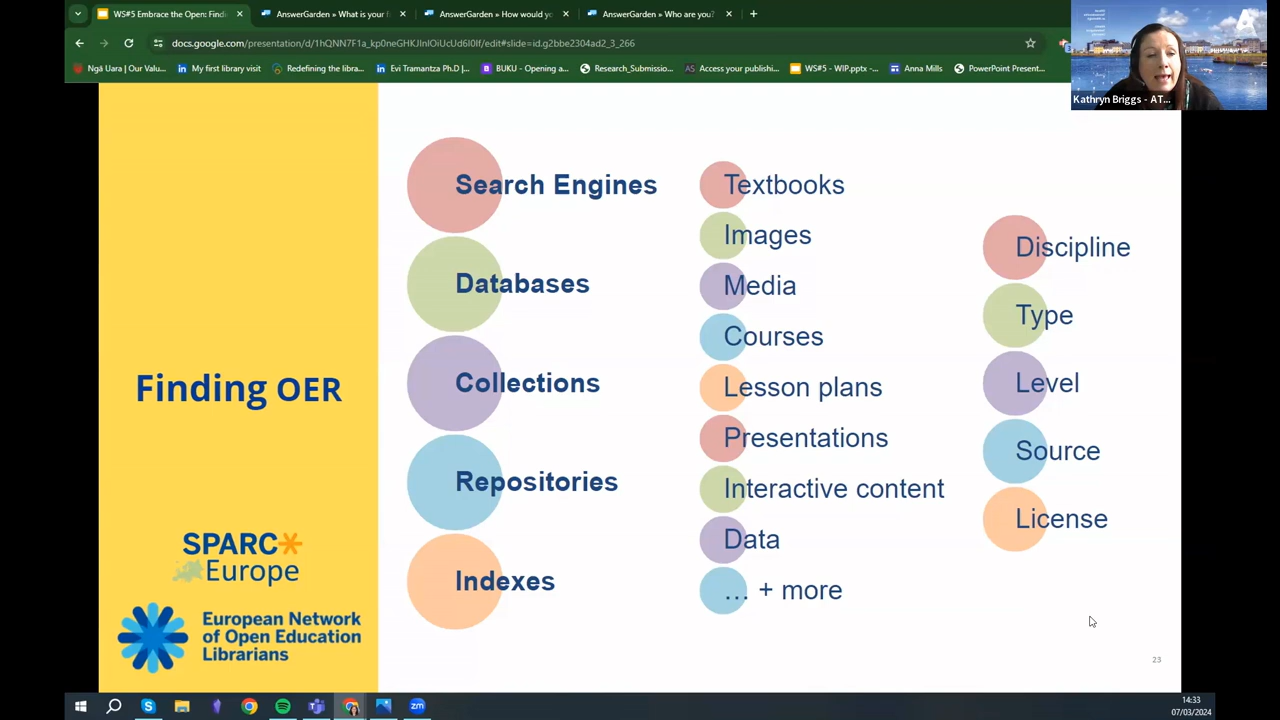 WS#5 Embrace the Open: Findi
AnswerGarden » What is your f
AnswerGarden » How would yo
AnswerGarden » Who are you?
docs.google.com/presentation/d/1hQNN7F1a_kp0neGHKJInIOiUcUd6I0lf/edit#slide=id.g2bbe2304ad2_3_266
Ngā Uara | Our Valu...
My first library visit
Redefining the libra...
Evi Tramantza Ph.D |...
BUKU - Opening a...
Research_Submissio...
Access your publishi...
WS#5 - WIP.pptx -...
Anna Mills
PowerPoint Present...
Kathryn Briggs - AT...
Finding OER
SPARC
Europe
European Network
of Open Education
Librarians
Search Engines
Databases
Collections
Repositories
Indexes
Textbooks
Images
Media
Courses
Lesson plans
Presentations
Interactive content
Data
... + more
Discipline
Type
Level
Source
License
23
zm
14:33
07/03/2024